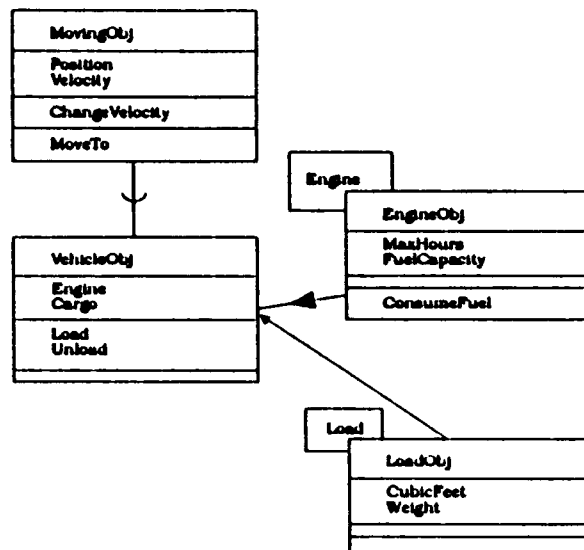 MovingObj
Position
Velocity
ChangeVelocity
MoveTo
Engine
EngineObj
MaxHours
FuelCapacity
ConsumeFuel
VehicleObj
Engine
Cargo
Load
Unload
Load
LoadObj
CubicFeet
Weight